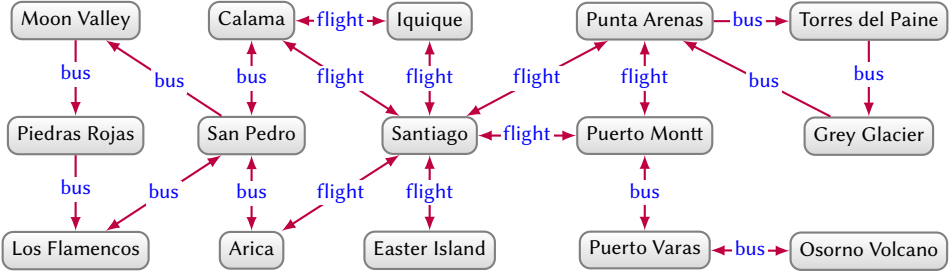 Moon Valley
Calama
flight
Iquique
Punta Arenas
bus
Torres del Paine
bus
bus
bus
flight
flight
flight
flight
bus
bus
Piedras Rojas
San Pedro
Santiago
flight
Puerto Montt
Grey Glacier
bus
bus
bus
flight
flight
bus
Los Flamencos
Arica
Easter Island
Puerto Varas
bus
Osorno Volcano